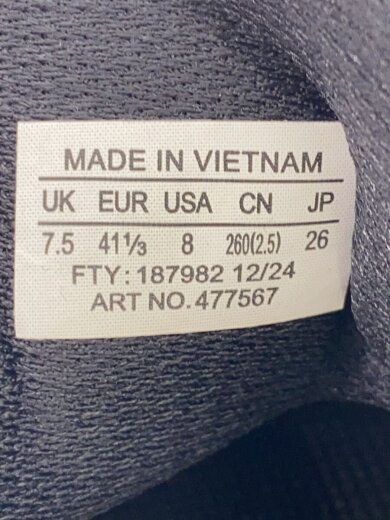 MADE IN VIETNAM
UK EUR USA CN JP
7.5 41⅓ 8 260(2.5) 26
FTY: 187982 12/24
ART NO. 477567